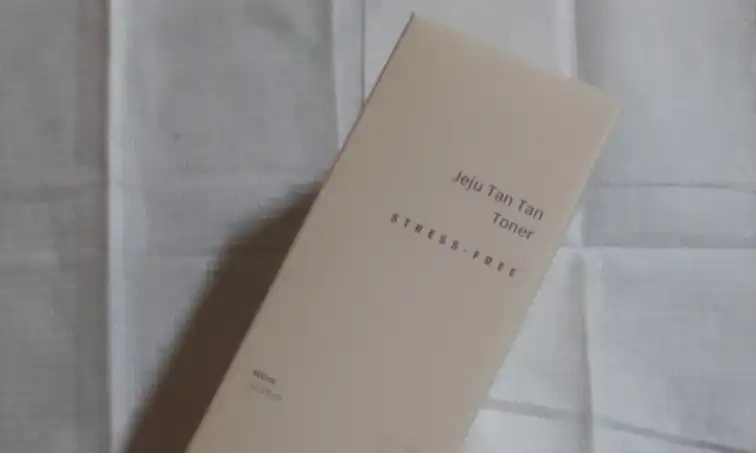 Jeju Tan Tan
Toner
STRESS-FREE